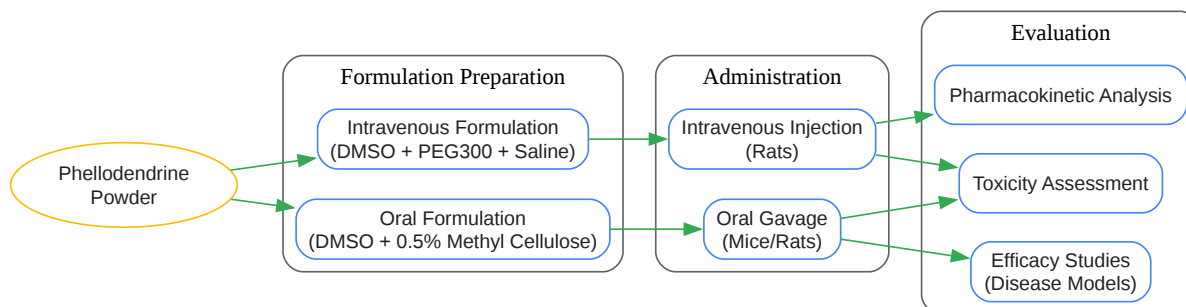 Phellodendrine
Powder
Formulation Preparation
Intravenous Formulation
(DMSO + PEG300 + Saline)
Oral Formulation
(DMSO + 0.5% Methyl Cellulose)
Administration
Intravenous Injection
(Rats)
Oral Gavage
(Mice/Rats)
Evaluation
Pharmacokinetic Analysis
Toxicity Assessment
Efficacy Studies
(Disease Models)